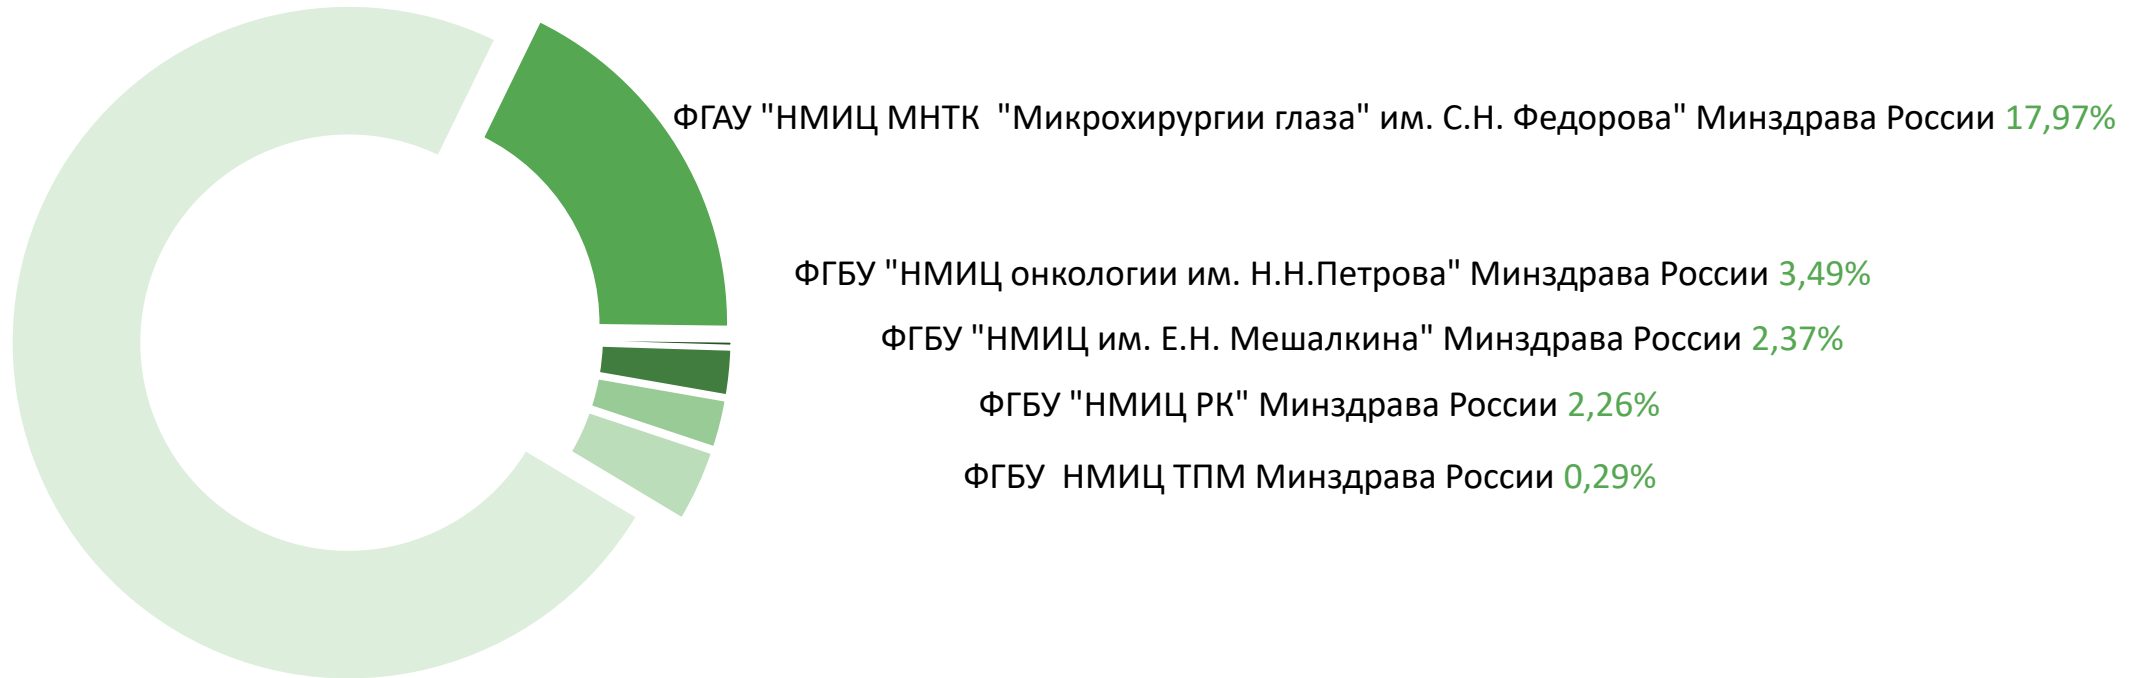 ФГАУ "НМИЦ МНТК  "Микрохирургии глаза" им. С.Н. Федорова" Минздрава России 17,97%
ФГБУ "НМИЦ онкологии им. Н.Н.Петрова" Минздрава России 3,49%
ФГБУ "НМИЦ им. Е.Н. Мешалкина" Минздрава России 2,37%
ФГБУ "НМИЦ РК" Минздрава России 2,26%
ФГБУ  НМИЦ ТПМ Минздрава России 0,29%